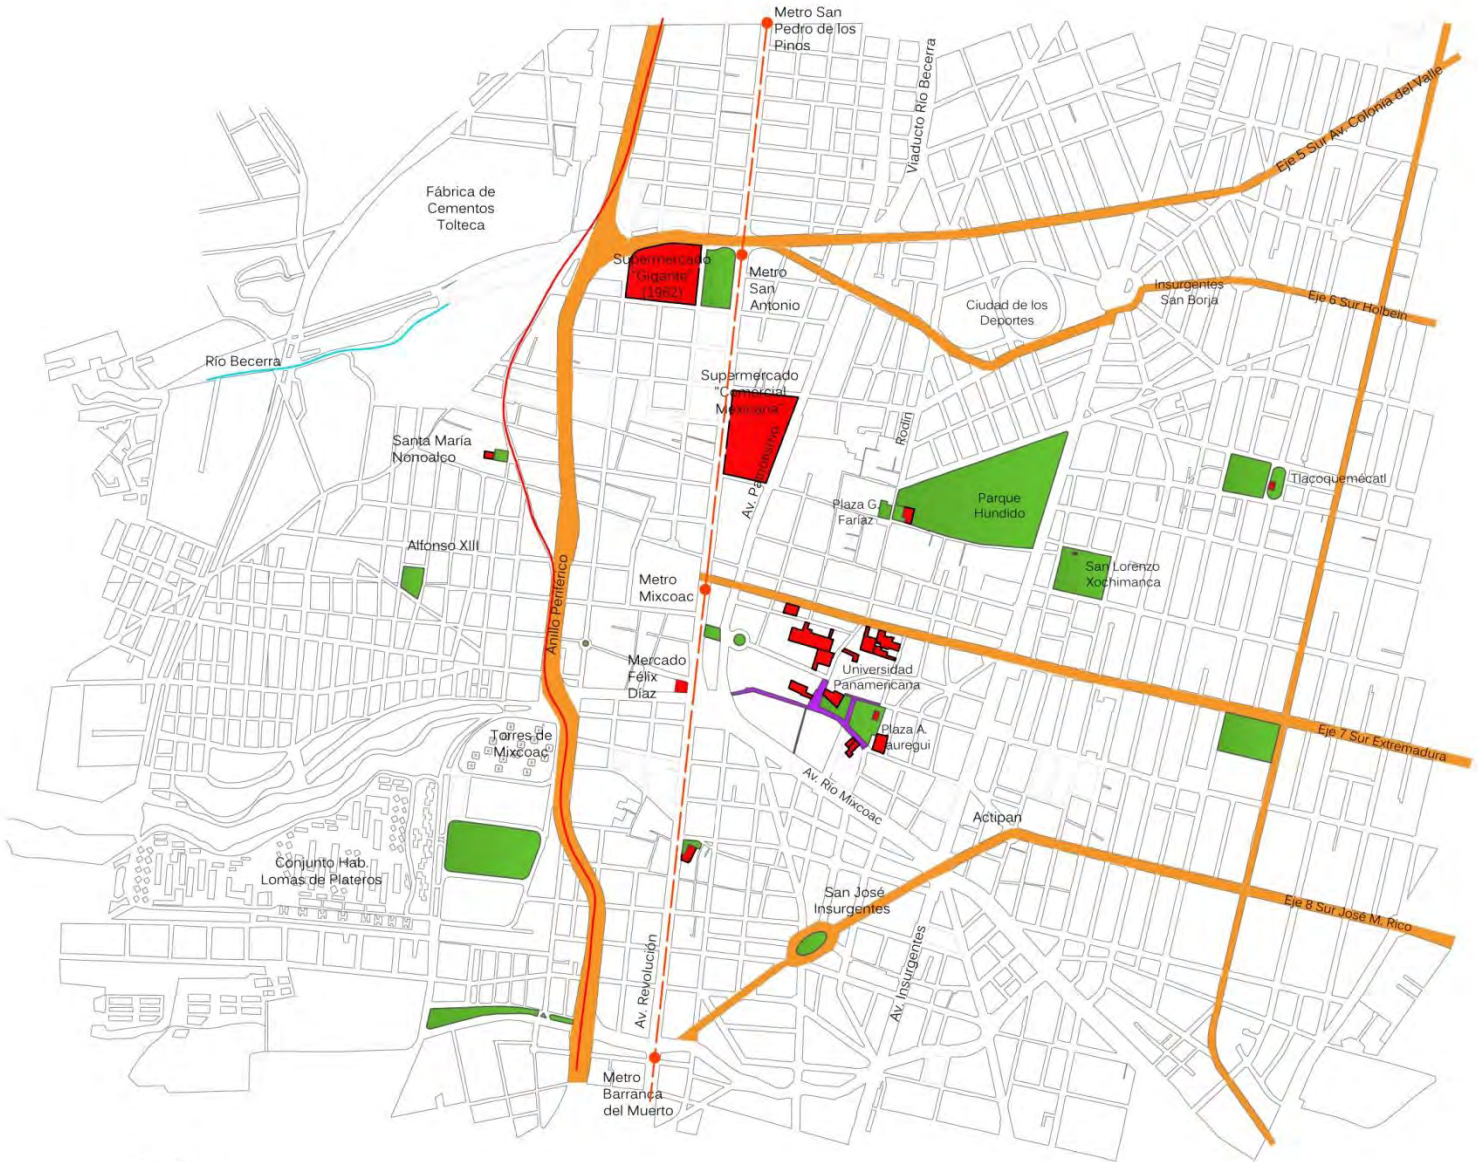 Metro San
Pedro de los
Pinos
Viaducto Río Becerra
Eje 5 Sur Av. Colonia del Valle
Fábrica de
Cementos
Tolteca
Supermercado
"Gigante"
(1962)
Metro
San
Antonio
Ciudad de los
Deportes
Insurgentes
San Borja
Eje 6 Sur Holbein
Río Becerra
Supermercado
"Comercial
Mexicana"
Rodin
Santa María
Nonoalco
Av. Patriotismo
Plaza G.
Fariaz
Parque
Hundido
Tlacoquemécatl
Alfonso XIII
San Lorenzo
Xochimanca
Anillo Periférico
Metro
Mixcoac
Mercado
Félix
Díaz
Universidad
Panamericana
Torres de
Mixcoac
Plaza A.
Jauregui
Eje 7 Sur Extremadura
Av. Río Mixcoac
Actipan
Conjunto Hab.
Lomas de Plateros
San José
Insurgentes
Eje 8 Sur José M. Rico
Av. Revolución
Av. Insurgentes
Metro
Barranca
del Muerto